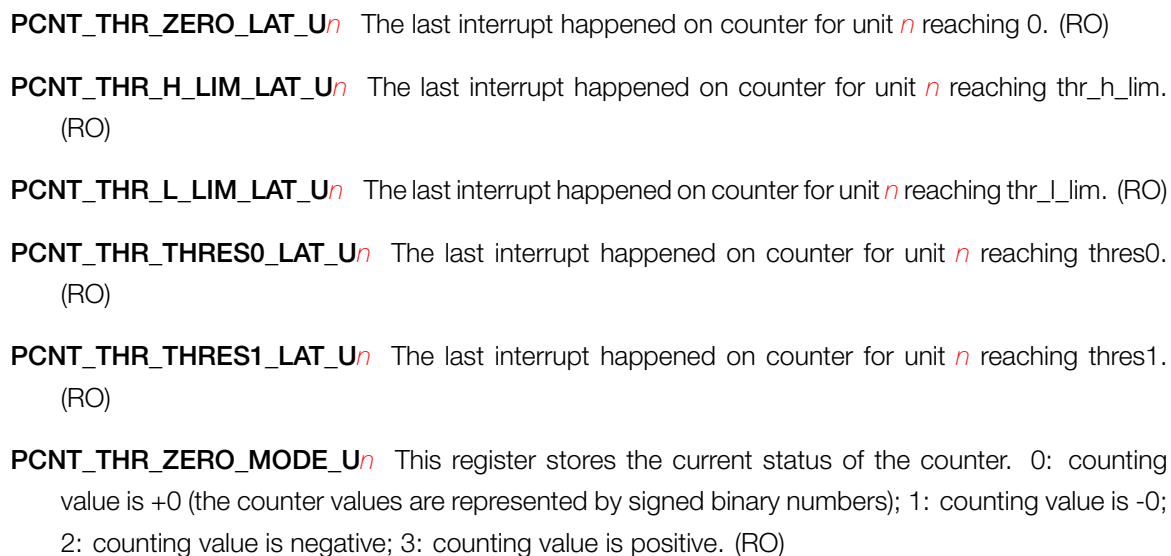 PCNT_THR_ZERO_LAT_Un The last interrupt happened on counter for unit n reaching 0. (RO)
PCNT_THR_H_LIM_LAT_Un The last interrupt happened on counter for unit n reaching thr_h_lim.
(RO)
PCNT_THR_L_LIM_LAT_Un The last interrupt happened on counter for unit n reaching thr_l_lim. (RO)
PCNT_THR_THRES0_LAT_Un The last interrupt happened on counter for unit n reaching thres0.
(RO)
PCNT_THR_THRES1_LAT_Un The last interrupt happened on counter for unit n reaching thres1.
(RO)
PCNT_THR_ZERO_MODE_Un This register stores the current status of the counter. 0: counting
value is +0 (the counter values are represented by signed binary numbers); 1: counting value is -0;
2: counting value is negative; 3: counting value is positive. (RO)